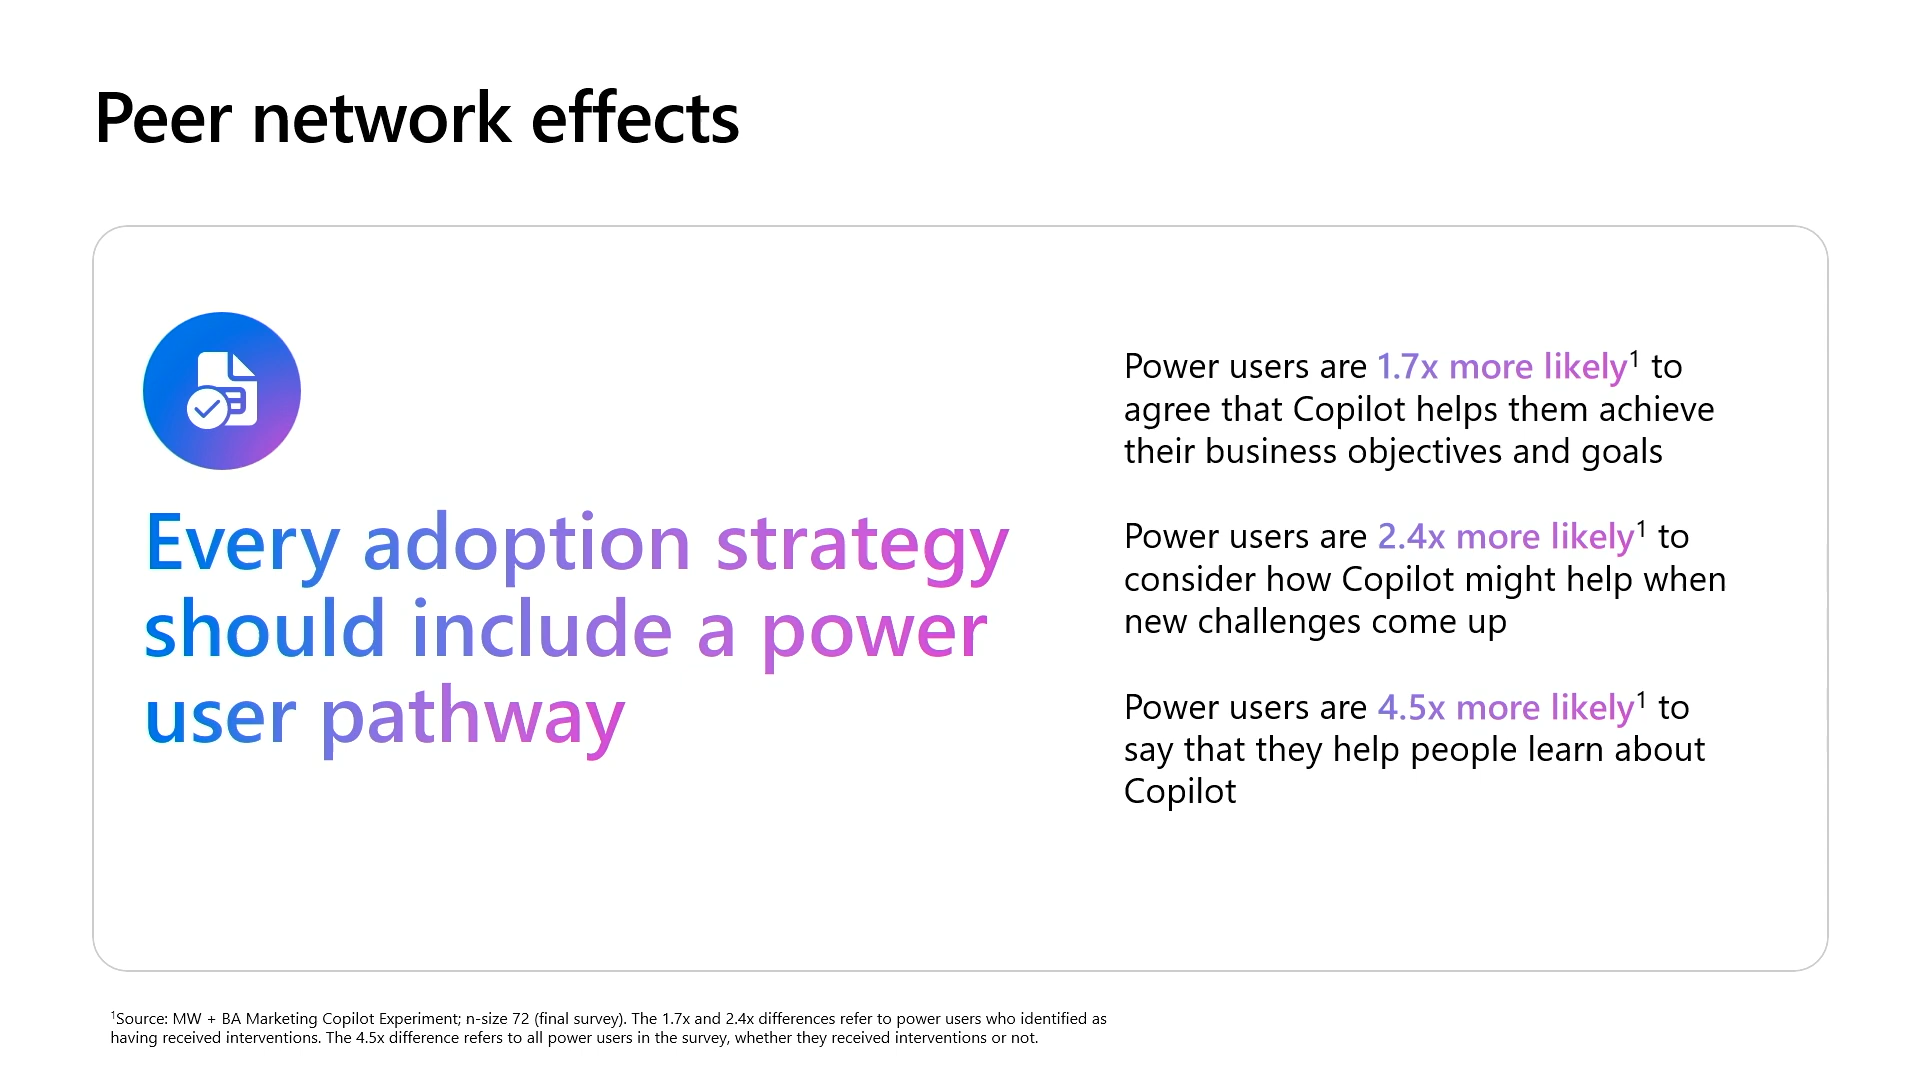 Peer network effects
Every adoption strategy
should include a power
user pathway
Power users are 1.7x more likely¹ to
agree that Copilot helps them achieve
their business objectives and goals
Power users are 2.4x more likely¹ to
consider how Copilot might help when
new challenges come up
Power users are 4.5x more likely¹ to
say that they help people learn about
Copilot
¹Source: MW + BA Marketing Copilot Experiment; n-size 72 (final survey). The 1.7x and 2.4x differences refer to power users who identified as
having received interventions. The 4.5x difference refers to all power users in the survey, whether they received interventions or not.